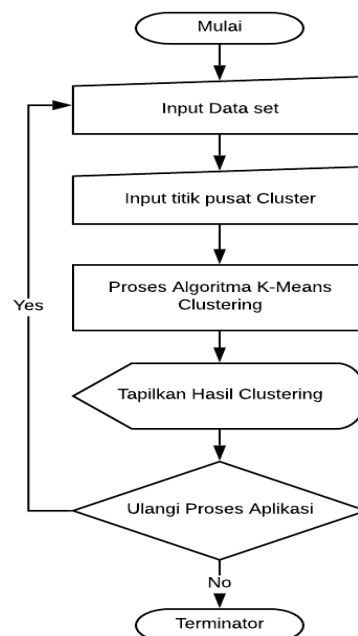 Mulai
Input Data set
Input titik pusat Cluster
Proses Algoritma K-Means
Clustering
Yes
Tapilkan Hasil Clustering
Ulangi Proses Aplikasi
No
Terminator